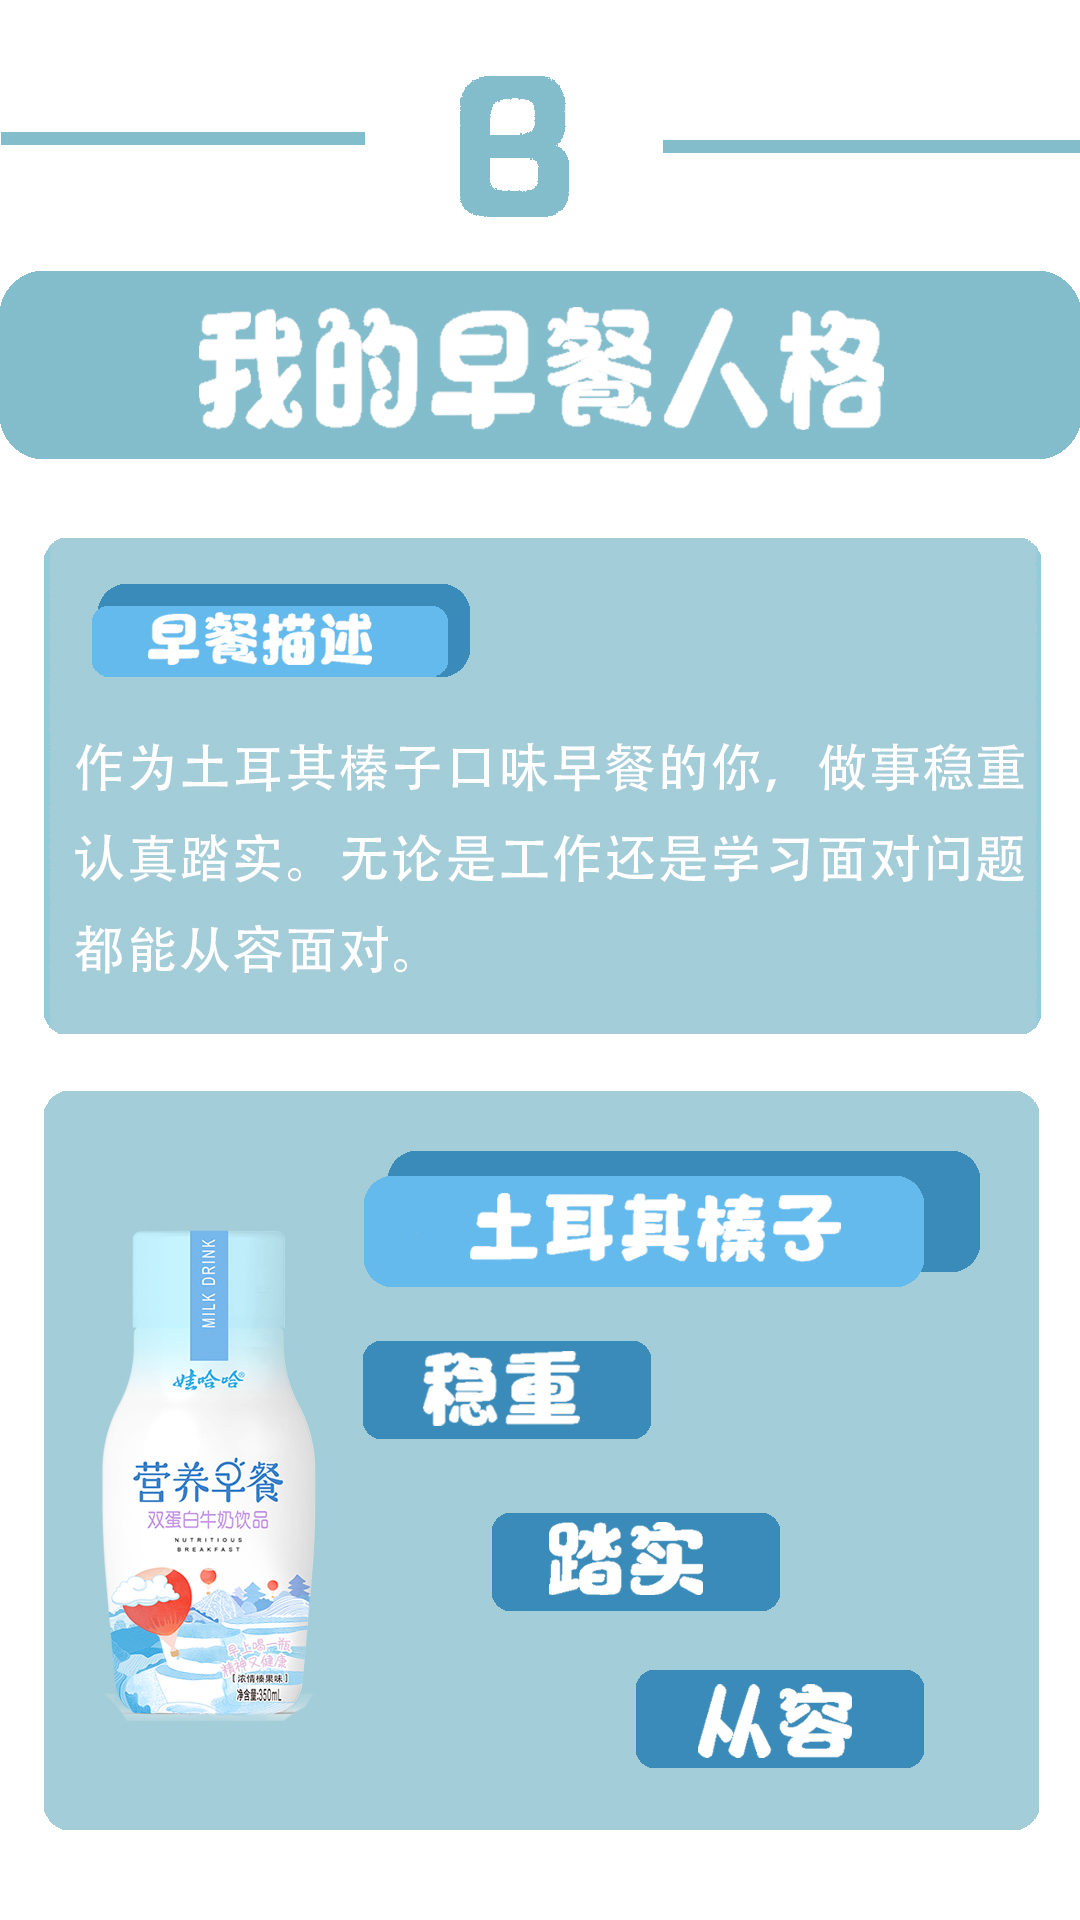 B
我的早餐人格
早餐描述
作为土耳其榛子口味早餐的你，做事稳重
认真踏实。无论是工作还是学习面对问题
都能从容面对。
土耳其榛子
稳重
踏实
从容
MILK DRINK
娃哈哈®
营养早餐
双蛋白牛奶饮品
NUTRITIOUS
BREAKFAST
早上喝一瓶
精神又健康
[浓情榛果味]
净含量:350mL